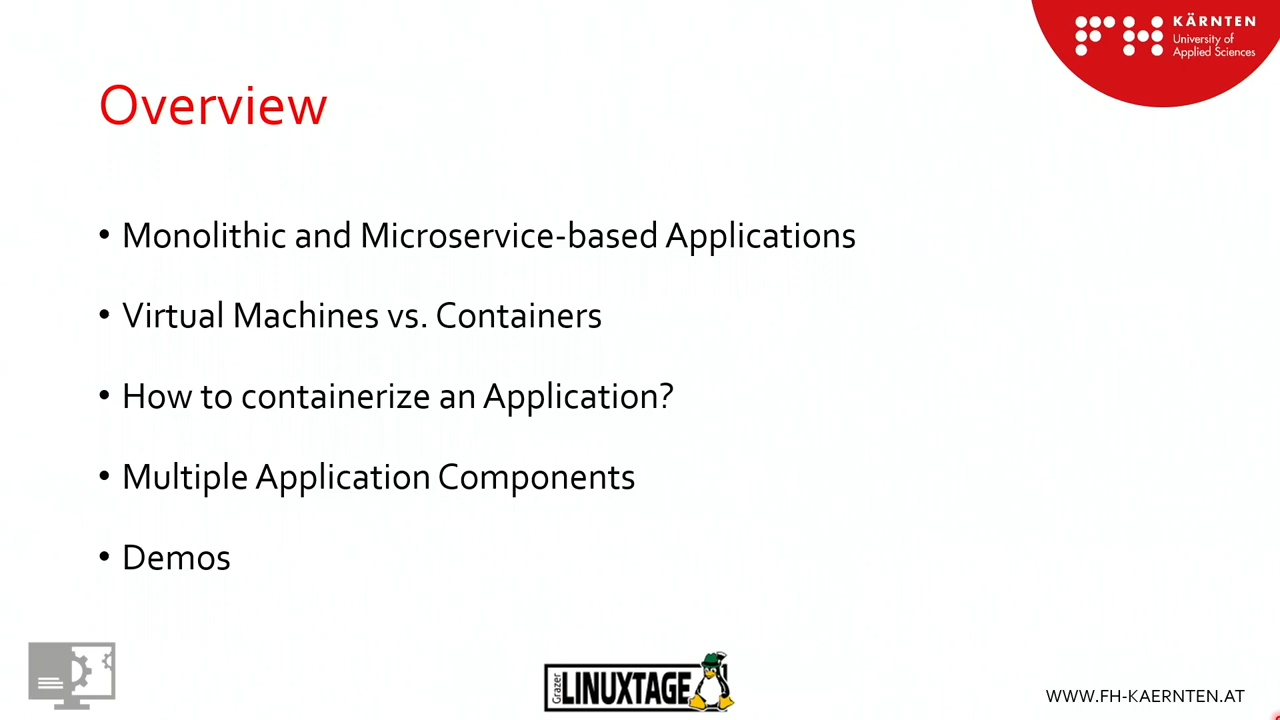 FH KÄRNTEN
University of
Applied Sciences
Overview
• Monolithic and Microservice-based Applications
• Virtual Machines vs. Containers
• How to containerize an Application?
• Multiple Application Components
• Demos
Grazer LINUXTAGE
WWW.FH-KAERNTEN.AT